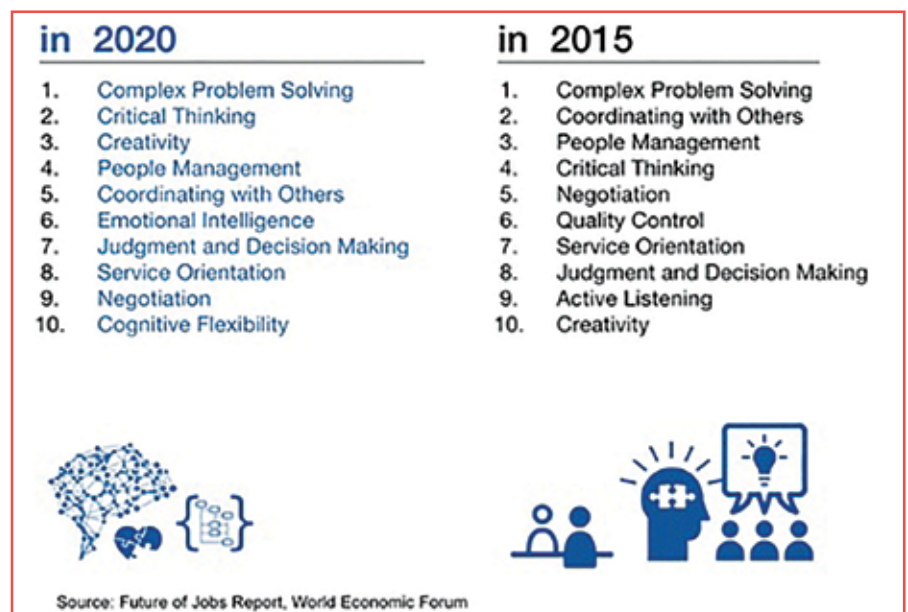 in 2020
1. Complex Problem Solving
2. Critical Thinking
3. Creativity
4. People Management
5. Coordinating with Others
6. Emotional Intelligence
7. Judgment and Decision Making
8. Service Orientation
9. Negotiation
10. Cognitive Flexibility
in 2015
1. Complex Problem Solving
2. Coordinating with Others
3. People Management
4. Critical Thinking
5. Negotiation
6. Quality Control
7. Service Orientation
8. Judgment and Decision Making
9. Active Listening
10. Creativity
Source: Future of Jobs Report, World Economic Forum